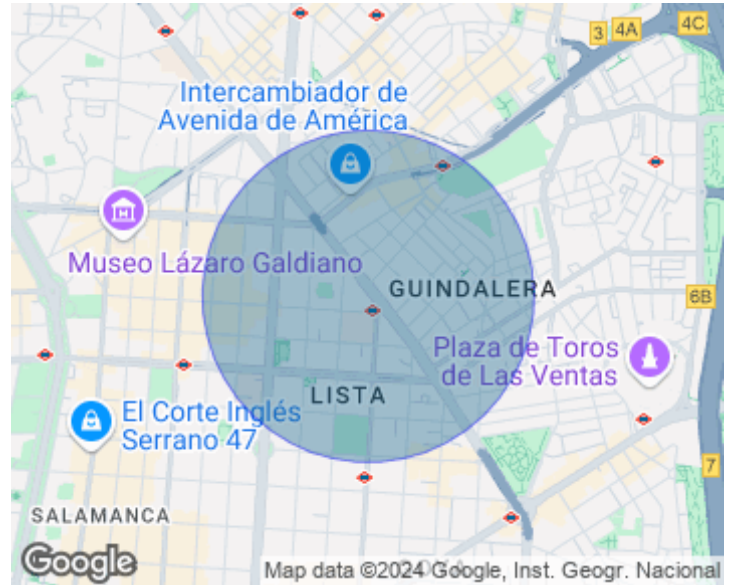 3
4A
4C
Intercambiador de
Avenida de América
Museo Lázaro Galdiano
GUINDALERA
6B
Plaza de Toros
de Las Ventas
LISTA
El Corte Inglés
Serrano 47
7
SALAMANCA
Google
Map data ©2024 Google, Inst. Geogr. Nacional